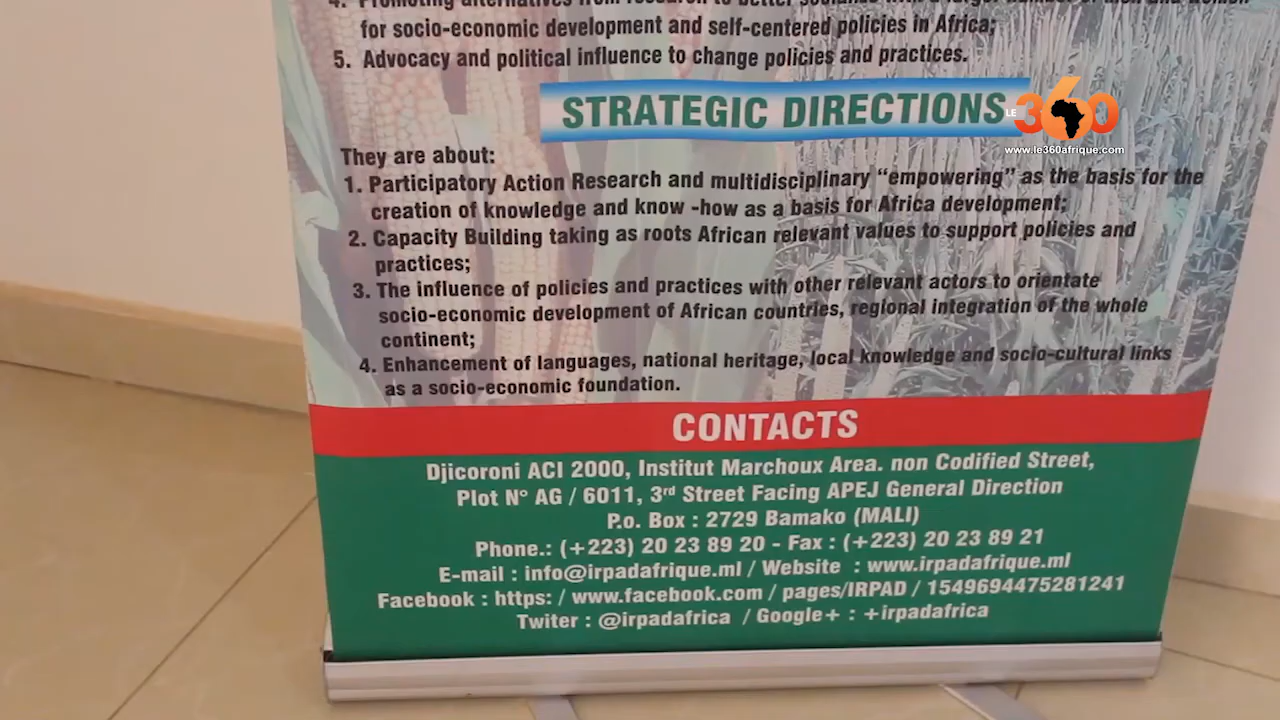 4. Promoting alternatives from research to better
for socio-economic development and self-centered policies in Africa;
5. Advocacy and political influence to change policies and practices.
STRATEGIC DIRECTIONS
LE 360
www.le360afrique.com
They are about:
1. Participatory Action Research and multidisciplinary “empowering” as the basis for the
creation of knowledge and know -how as a basis for Africa development;
2. Capacity Building taking as roots African relevant values to support policies and
practices;
3. The influence of policies and practices with other relevant actors to orientate
socio-economic development of African countries, regional integration of the whole
continent;
4. Enhancement of languages, national heritage, local knowledge and socio-cultural links
as a socio-economic foundation.
CONTACTS
Djicoroni ACI 2000, Institut Marchoux Area. non Codified Street,
Plot N° AG / 6011, 3rd Street Facing APEJ General Direction
P.o. Box : 2729 Bamako (MALI)
Phone.: (+223) 20 23 89 20 - Fax : (+223) 20 23 89 21
E-mail : info@irpadafrique.ml / Website : www.irpadafrique.ml
Facebook : https: / www.facebook.com / pages/IRPAD / 1549694475281241
Twiter : @irpadafrica / Google+ : +irpadafrica